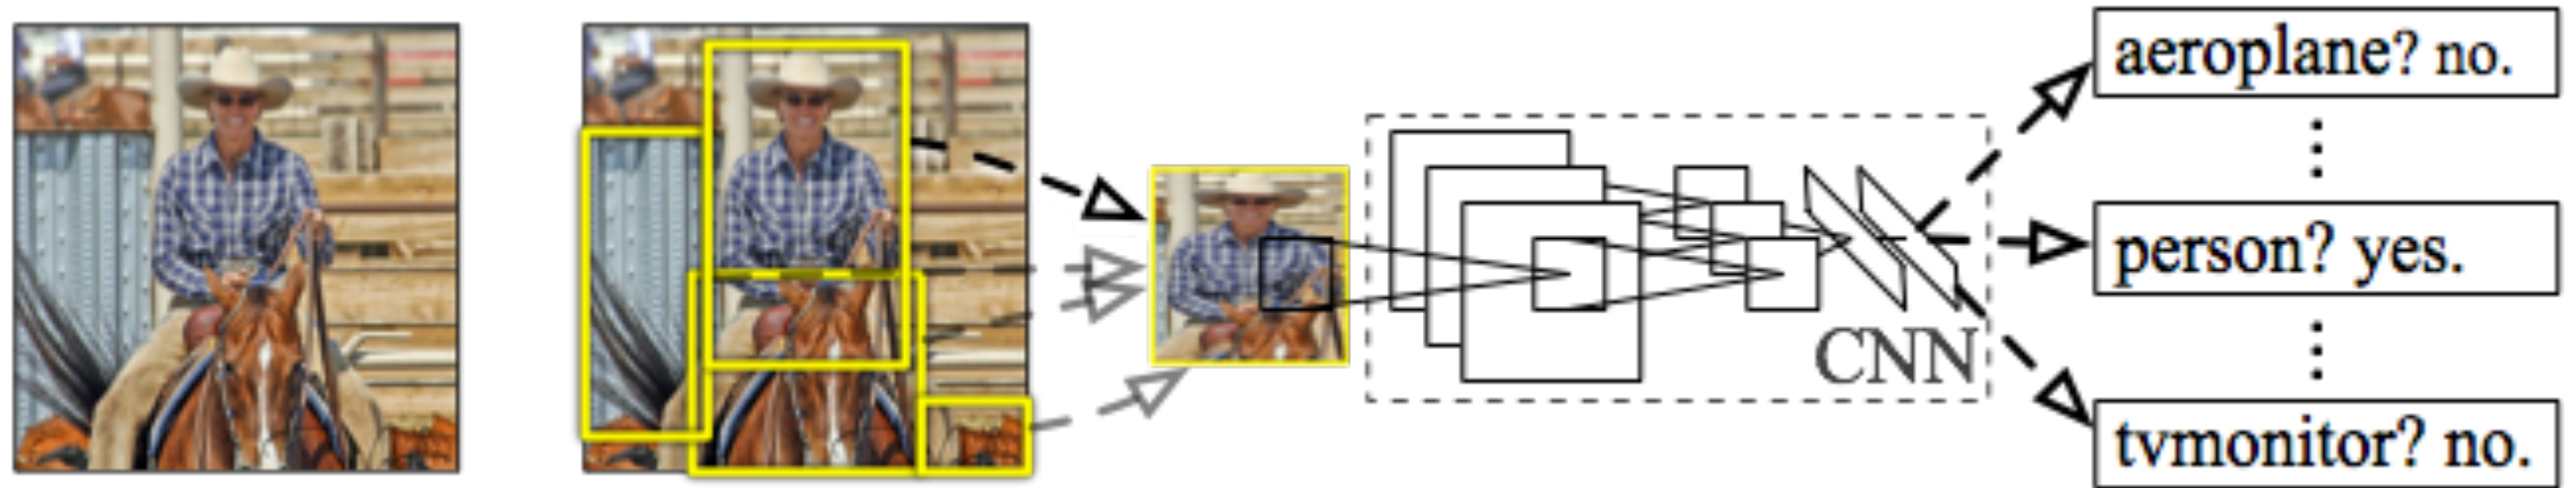 aeroplane? no.
person? yes.
CNN
tvmonitor? no.